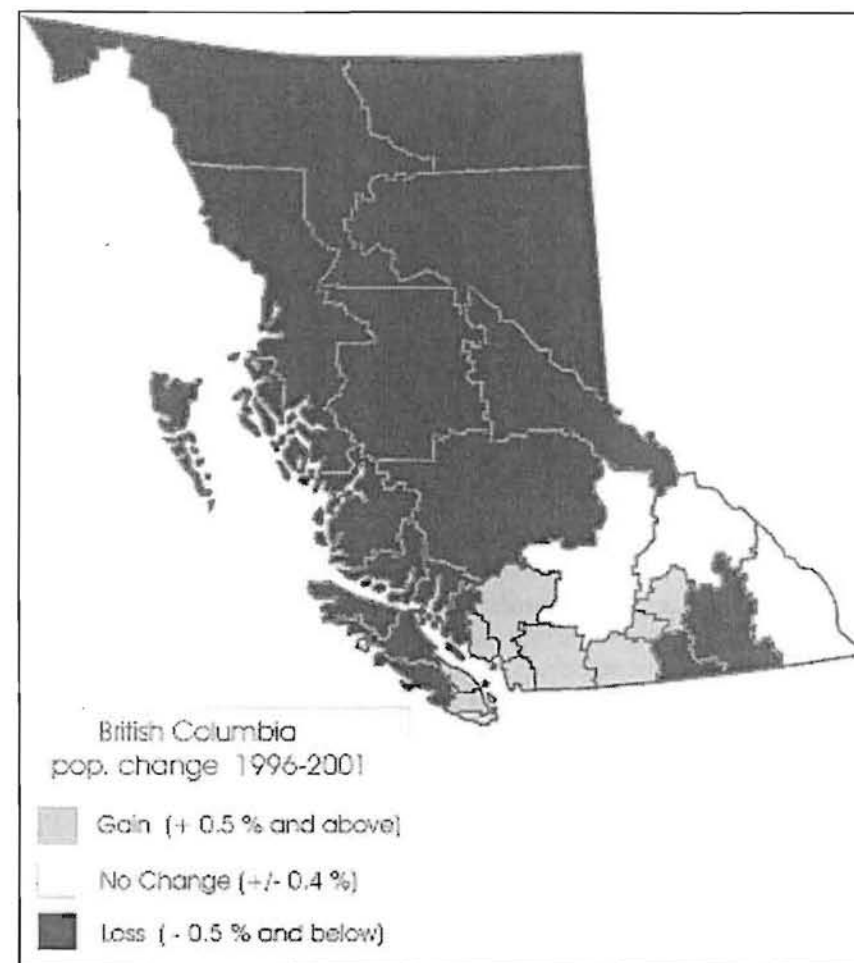 British Columbia
pop. change 1996-2001
Gain (+ 0.5 % and above)
No Change (+/- 0.4 %)
Loss ( - 0.5 % and below)